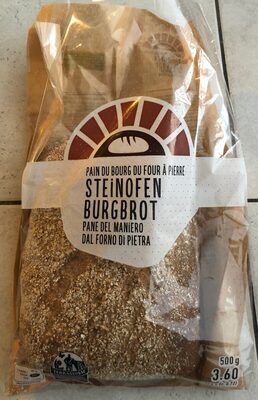 PAIN DU BOURG DU FOUR À PIERRE
STEINOFEN
BURGBROT
PANE DEL MANIERO
DAL FORNO DI PIETRA
500g
3.60